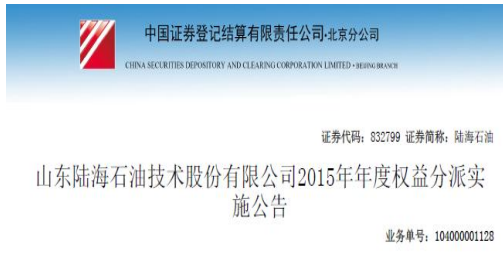 中国证券登记结算有限责任公司·北京分公司
CHINA SECURITIES DEPOSITORY AND CLEARING CORPORATION LIMITED·BEIJING BRANCH
证券代码：832799 证券简称：陆海石油
山东陆海石油技术股份有限公司2015年年度权益分派实
施公告
业务单号：104000001128